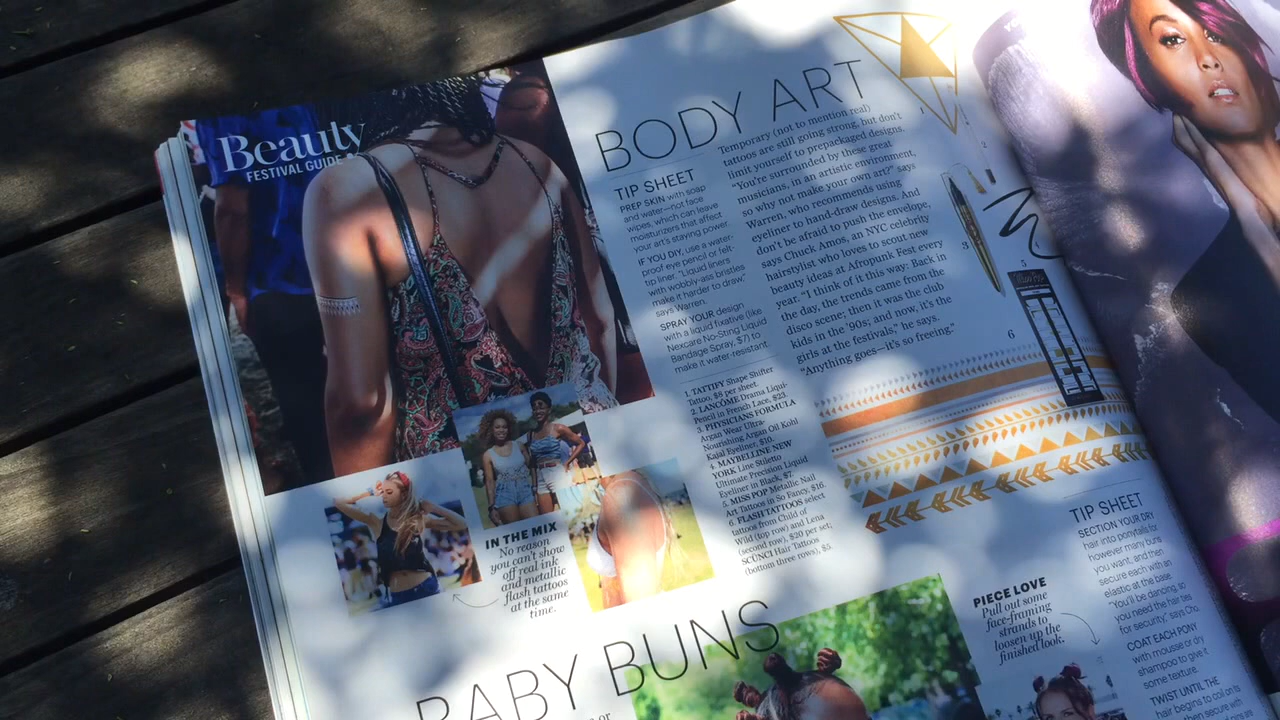 Beauty
FESTIVAL GUIDE
BODY ART
TIP SHEET
PREP SKIN with soap
and water–not face
wipes, which can leave
moisturizers that affect
your art's staying power.
IF YOU DIY, use a water-
proof eye pencil or felt-
tip liner. "Liquid liners
with wobbly-ass bristles
make it harder to draw,"
says Warren.
SPRAY YOUR design
with a liquid fixative (like
Nexcare No-Sting Liquid
Bandage Spray, $7) to
make it water-resistant.
Temporary (not to mention real)
tattoos are still going strong, but don't
limit yourself to prepackaged designs.
"You're surrounded by these great
musicians, in an artistic environment,
so why not make your own art?" says
Warren, who recommends using
eyeliner to hand-draw designs. And
don't be afraid to push the envelope,
says Chuck Amos, an NYC celebrity
hairstylist who loves to scout new
beauty ideas at Afropunk Fest every
year. "I think of it this way: Back in
the day, the trends came from the
disco scene; then it was the club
kids in the '90s; and now, it's the
girls at the festivals," he says.
"Anything goes—it's so freeing."
1. TATTIFY Shape Shifter
Tattoo, $8 per sheet.
2. LANCÔME Drama Liqui-
Pencil in French Lace, $23.
3. PHYSICIANS FORMULA
Argan Wear Ultra-
Nourishing Argan Oil Kohl
Kajal Eyeliner, $10.
4. MAYBELLINE NEW
YORK Line Stiletto
Ultimate Precision Liquid
Eyeliner in Black, $7.
5. MISS POP Metallic Nail
Art Tattoos in So Fancy, $16.
6. FLASH TATTOOS select
tattoos from Child of
Wild (top row) and Lena
(second row), $20 per set;
SCÜNCI Hair Tattoos
(bottom three rows), $5.
1
2
3
5
6
IN THE MIX
No reason
you can't show
off real ink
and metallic
flash tattoos
at the same
time.
BABY BUNS
or
PIECE LOVE
Pull out some
face-framing
strands to
loosen up the
finished look.
TIP SHEET
SECTION YOUR DRY
hair into ponytails for
however many buns
you want, and then
secure each with an
elastic at the base.
"You'll be dancing, so
you need the hair ties
for security," says Cho.
COAT EACH PONY
with mousse or dry
shampoo to give it
some texture.
TWIST UNTIL THE
hair begins to coil on its
secure with